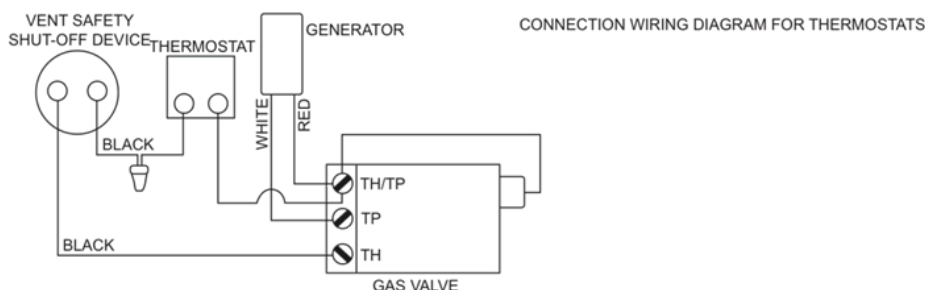 VENT SAFETY
SHUT-OFF DEVICE
THERMOSTAT
GENERATOR
CONNECTION WIRING DIAGRAM FOR THERMOSTATS
WHITE
RED
BLACK
TH/TP
TP
BLACK
TH
GAS VALVE